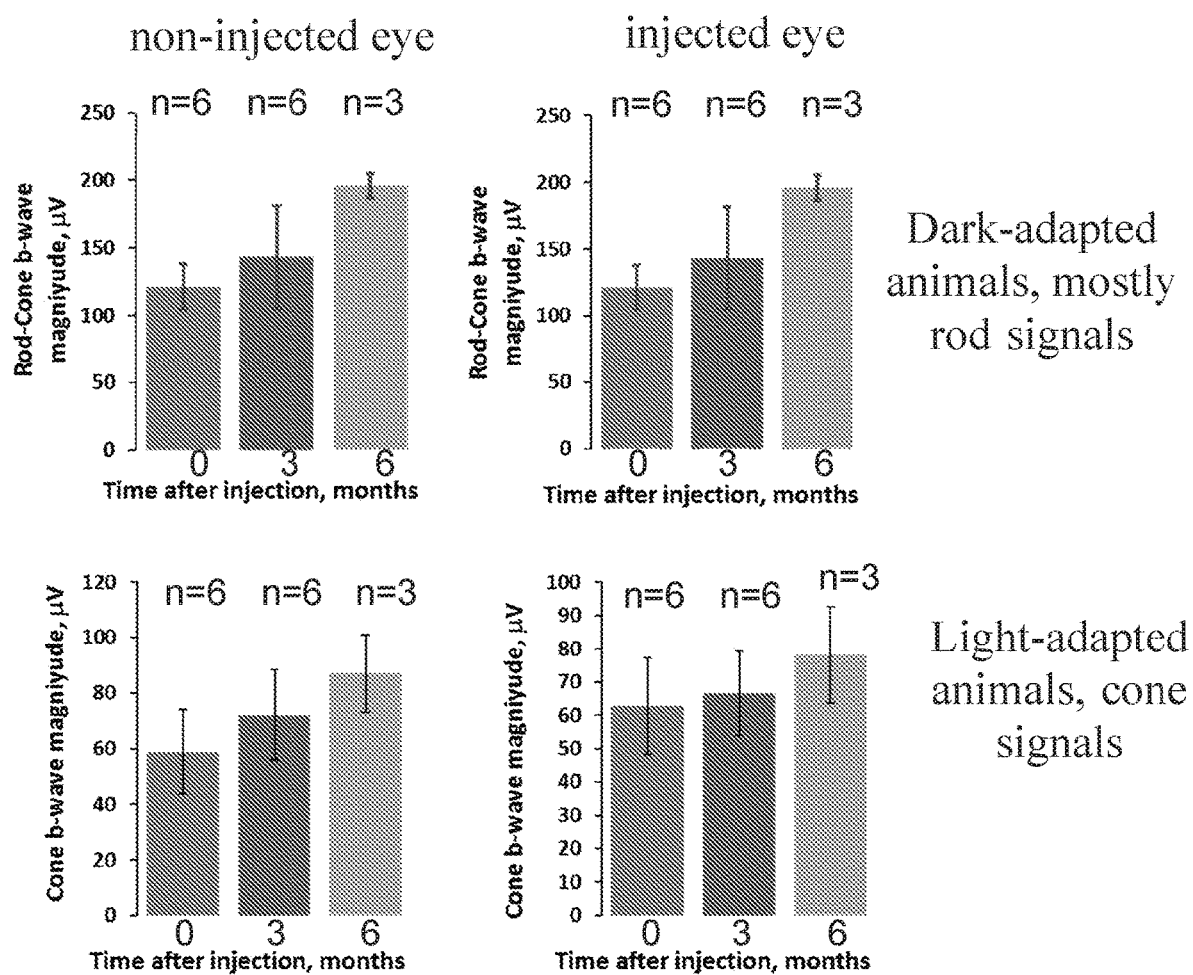 non-injected eye
injected eye
n=6 n=6 n=3
250
200
150
100
50
0
Rod-Cone b-wave
magniyude, μV
0 3 6
Time after injection, months
n=6 n=6 n=3
250
200
150
100
50
0
Rod-Cone b-wave
magniyude, μV
0 3 6
Time after injection, months
Dark-adapted
animals, mostly
rod signals
n=6 n=6 n=3
120
100
80
60
40
20
0
Cone b-wave magniyude, μV
0 3 6
Time after injection, months
n=6 n=6 n=3
100
90
80
70
60
50
40
30
20
10
0
Cone b-wave magniyude, μV
0 3 6
Time after injection, months
Light-adapted
animals, cone
signals